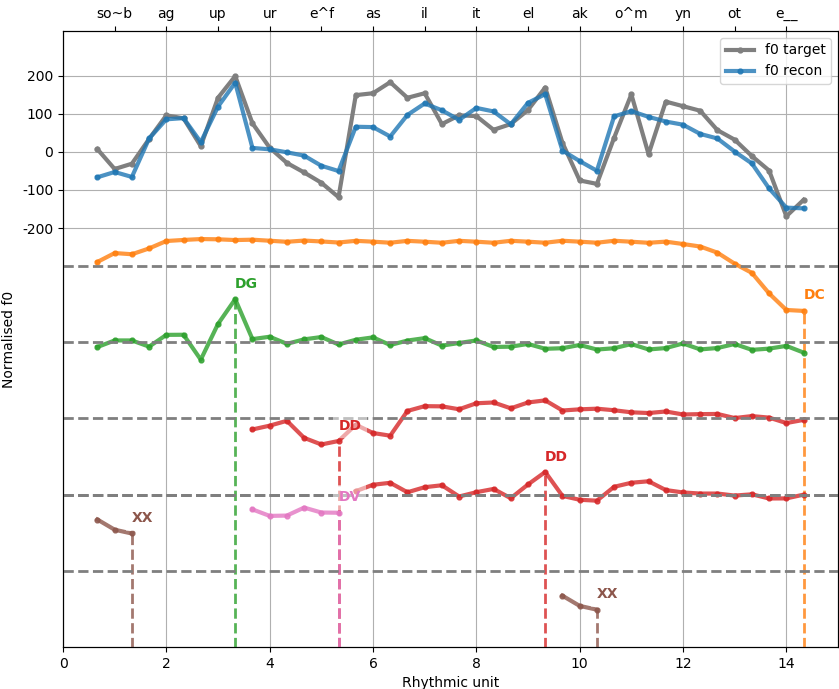 so~b ag up ur e^f as il it el ak o^m yn ot e__
f0 target
f0 recon
200
100
0
-100
-200
DG
DC
DD
DD
DV
XX
XX
0 2 4 6 8 10 12 14
Rhythmic unit
Normalised f0